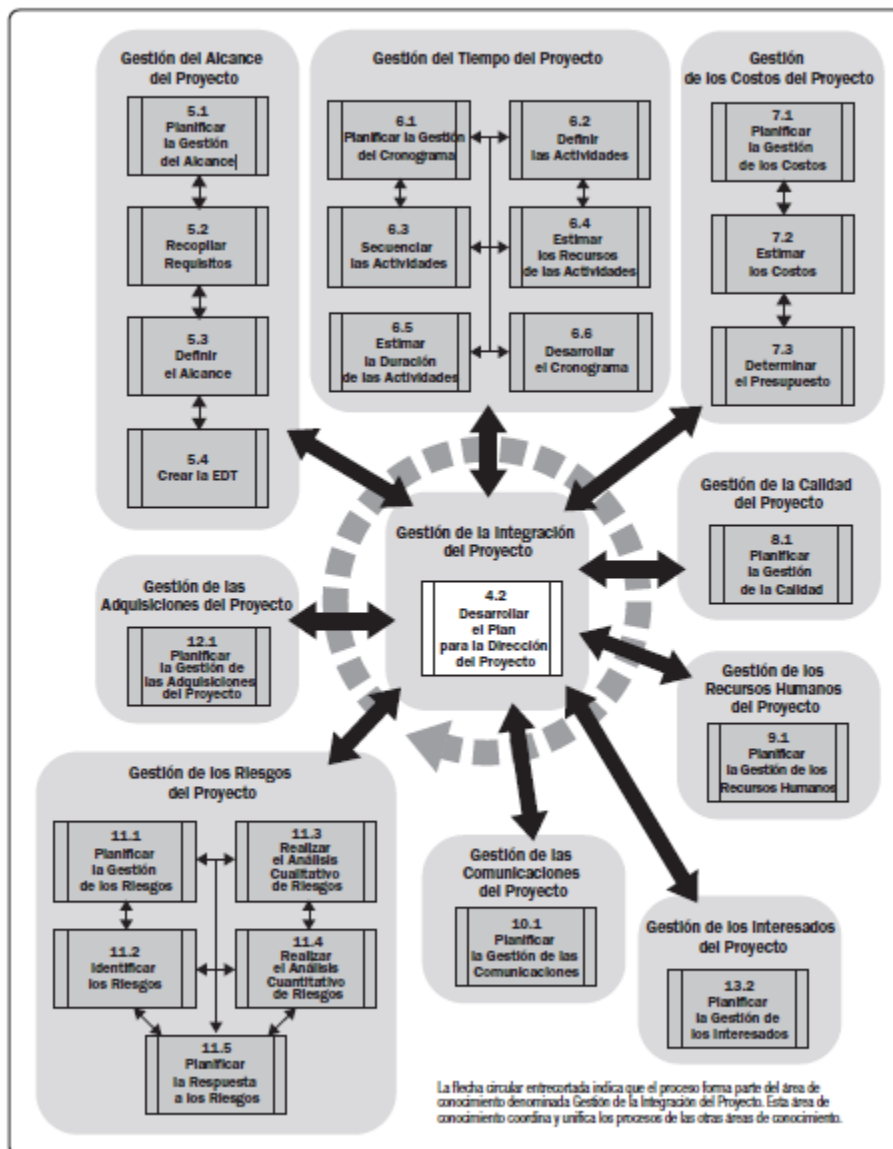 Gestión del Alcance
del Proyecto
5.1
Planificar
la Gestión
del Alcance
5.2
Recopilar
Requisitos
5.3
Definir
el Alcance
5.4
Crear la EDT
Gestión del Tiempo del Proyecto
6.1
Planificar la Gestión
del Cronograma
6.2
Definir
las Actividades
6.3
Secuenciar
las Actividades
6.4
Estimar
los Recursos
de las Actividades
6.5
Estimar
la Duración
de las Actividades
6.6
Desarrollar
el Cronograma
Gestión
de los Costos del Proyecto
7.1
Planificar
la Gestión
de los Costos
7.2
Estimar
los Costos
7.3
Determinar
el Presupuesto
Gestión de la Integración
del Proyecto
4.2
Desarrollar
el Plan
para la Dirección
del Proyecto
Gestión de la Calidad
del Proyecto
8.1
Planificar
la Gestión
de la Calidad
Gestión de las
Adquisiciones del Proyecto
12.1
Planificar
la Gestión de
las Adquisiciones
del Proyecto
Gestión de los
Recursos Humanos
del Proyecto
9.1
Planificar
la Gestión de los
Recursos Humanos
Gestión de los Riesgos
del Proyecto
11.1
Planificar
la Gestión
de los Riesgos
11.3
Realizar
el Análisis
Cualitativo
de Riesgos
11.2
Identificar
los Riesgos
11.4
Realizar
el Análisis
Cuantitativo
de Riesgos
11.5
Planificar
la Respuesta
a los Riesgos
Gestión de las
Comunicaciones
del Proyecto
10.1
Planificar
la Gestión de las
Comunicaciones
Gestión de los Interesados
del Proyecto
13.2
Planificar
la Gestión de
los Interesados
La flecha circular entrecortada indica que el proceso forma parte del área de
conocimiento denominada Gestión de la Integración del Proyecto. Esta área de
conocimiento coordina y unifica los procesos de las otras áreas de conocimiento.